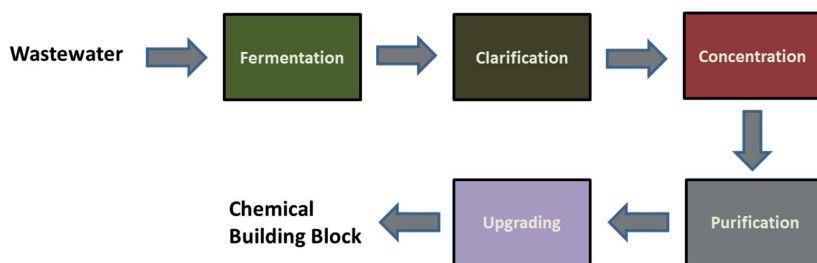 Wastewater
Fermentation
Clarification
Concentration
Purification
Upgrading
Chemical
Building Block